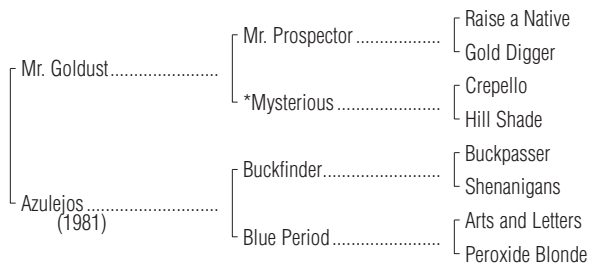 Raise a Native
Mr. Prospector ..................
Gold Digger
Mr. Goldust.......................
Crepello
*Mysterious ......................
Hill Shade
Buckpasser
Buckfinder.........................
Shenanigans
Azulejos ............................
(1981)
Arts and Letters
Blue Period .......................
Peroxide Blonde